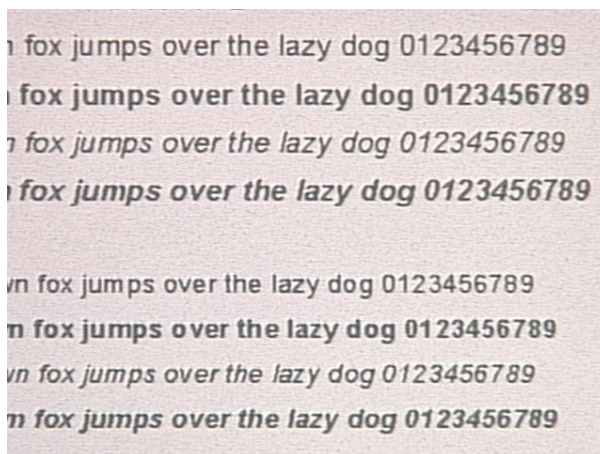 n fox jumps over the lazy dog 0123456789
fox jumps over the lazy dog 0123456789
n fox jumps over the lazy dog 0123456789
fox jumps over the lazy dog 0123456789
wn fox jumps over the lazy dog 0123456789
n fox jumps over the lazy dog 0123456789
wn fox jumps over the lazy dog 0123456789
n fox jumps over the lazy dog 0123456789